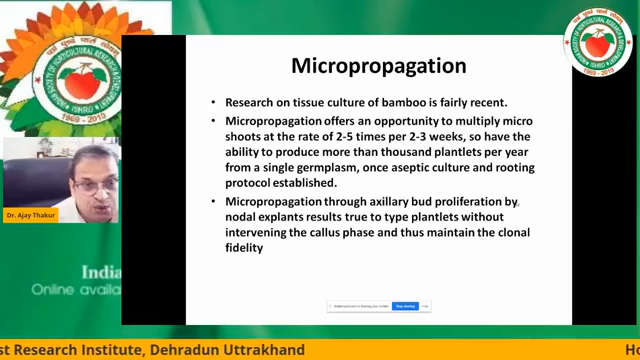 Micropropagation
• Research on tissue culture of bamboo is fairly recent.
• Micropropagation offers an opportunity to multiply micro
shoots at the rate of 2-5 times per 2-3 weeks, so have the
ability to produce more than thousand plantlets per year
from a single germplasm, once aseptic culture and rooting
protocol established.
• Micropropagation through axillary bud proliferation by
nodal explants results true to type plantlets without
intervening the callus phase and thus maintain the clonal
fidelity
Dr. Ajay Thakur
India
Online availa
Stop sharing
1969 - 2019
st Research Institute, Dehradun Uttrakhand
Ho